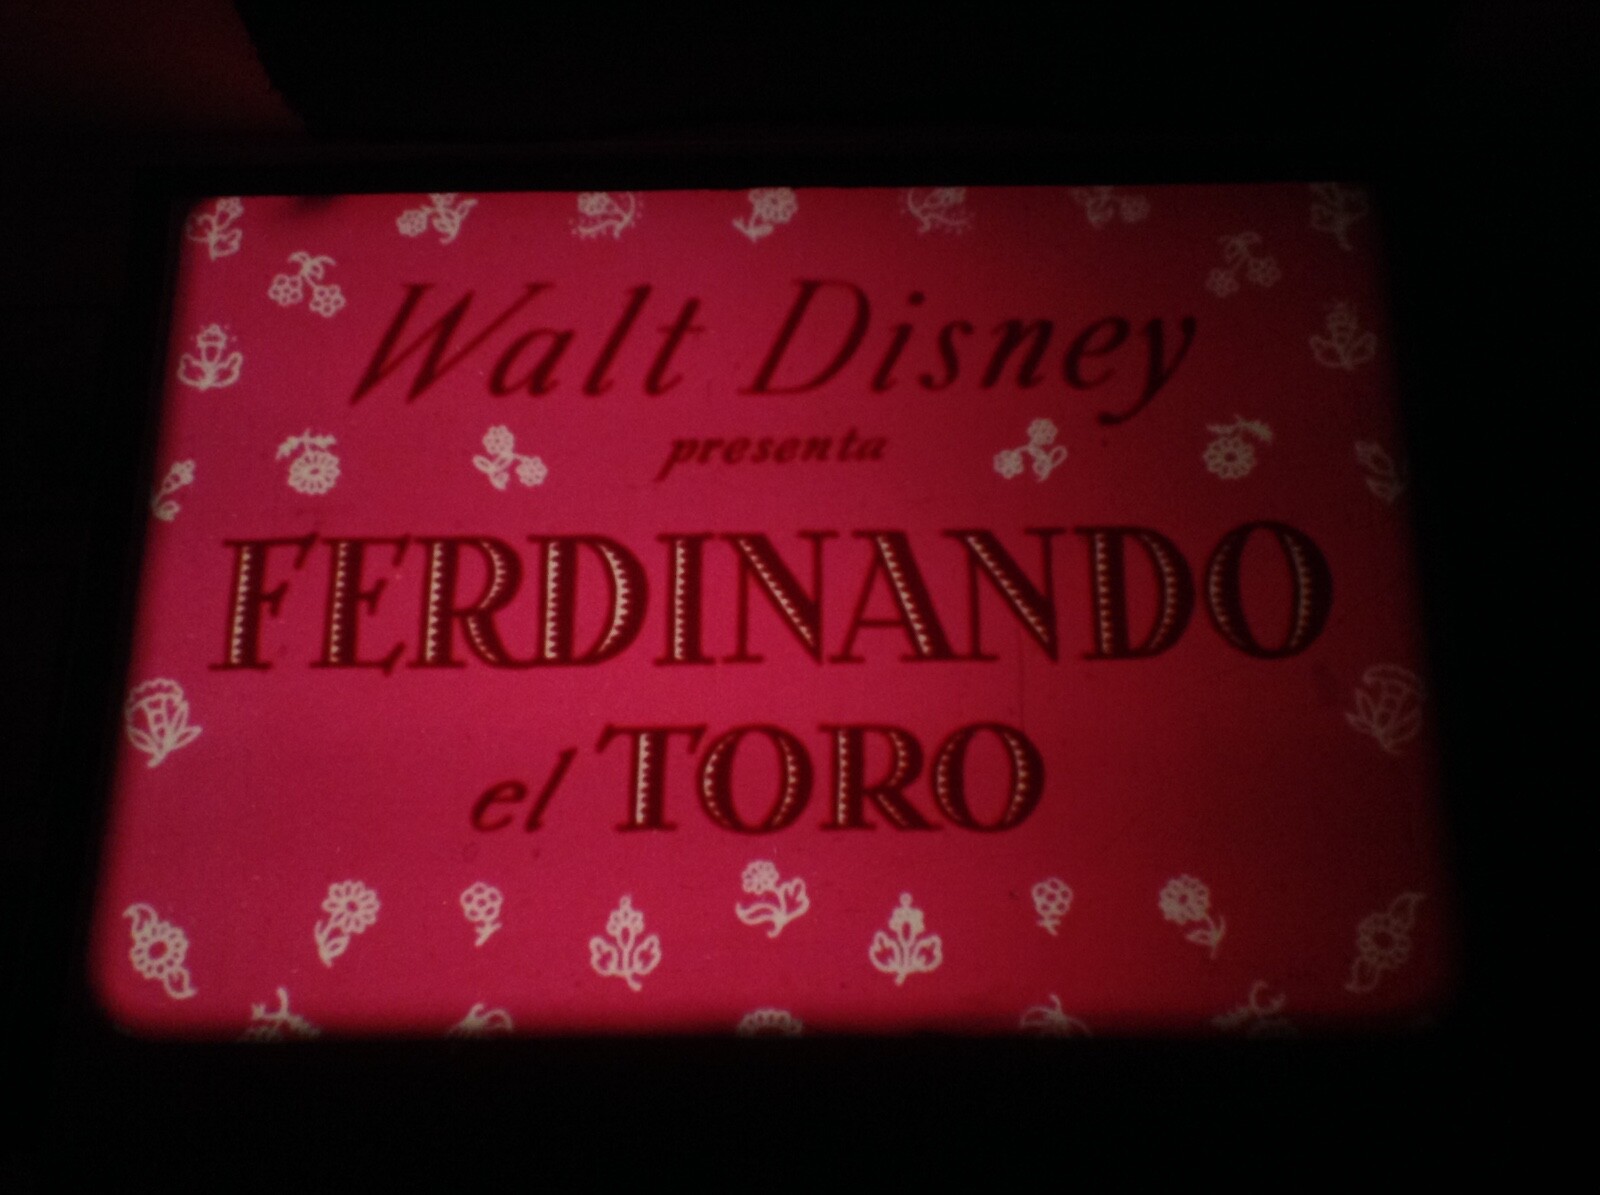 Walt Disney
presenta
FERDINANDO
el TORO